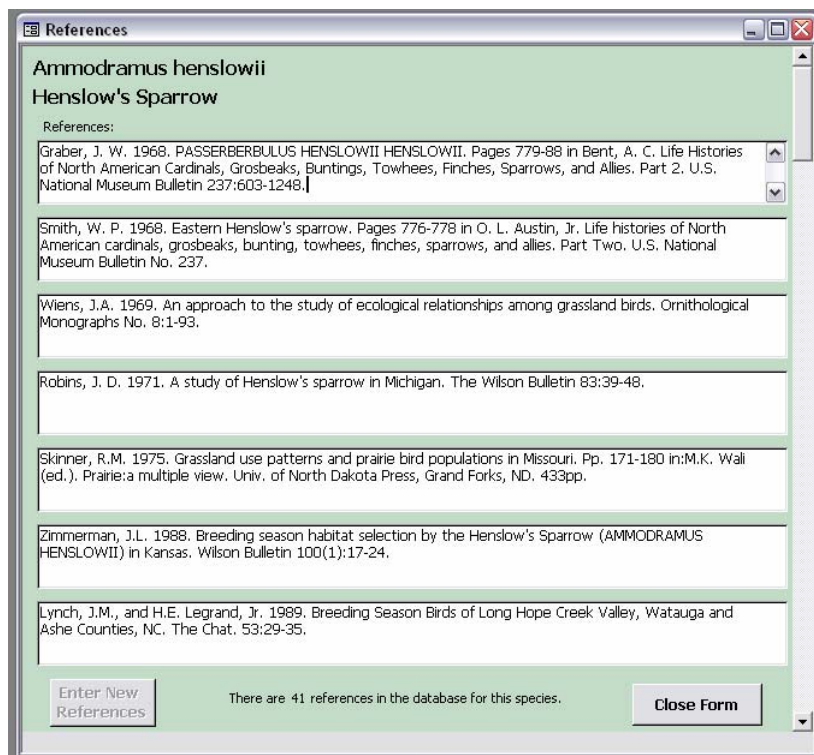 References
Ammodramus henslowii
Henslow's Sparrow
References:
Graber, J. W. 1968. PASSERBERBULUS HENSLOWII HENSLOWII. Pages 779-88 in Bent, A. C. Life Histories
of North American Cardinals, Grosbeaks, Buntings, Towhees, Finches, Sparrows, and Allies. Part 2. U.S.
National Museum Bulletin 237:603-1248.
Smith, W. P. 1968. Eastern Henslow's sparrow. Pages 776-778 in O. L. Austin, Jr. Life histories of North
American cardinals, grosbeaks, bunting, towhees, finches, sparrows, and allies. Part Two. U.S. National
Museum Bulletin No. 237.
Wiens, J.A. 1969. An approach to the study of ecological relationships among grassland birds. Ornithological
Monographs No. 8:1-93.
Robins, J. D. 1971. A study of Henslow's sparrow in Michigan. The Wilson Bulletin 83:39-48.
Skinner, R.M. 1975. Grassland use patterns and prairie bird populations in Missouri. Pp. 171-180 in:M.K. Wali
(ed.). Prairie:a multiple view. Univ. of North Dakota Press, Grand Forks, ND. 433pp.
Zimmerman, J.L. 1988. Breeding season habitat selection by the Henslow's Sparrow (AMMODRAMUS
HENSLOWII) in Kansas. Wilson Bulletin 100(1):17-24.
Lynch, J.M., and H.E. Legrand, Jr. 1989. Breeding Season Birds of Long Hope Creek Valley, Watauga and
Ashe Counties, NC. The Chat. 53:29-35.
Enter New
References
There are 41 references in the database for this species.
Close Form